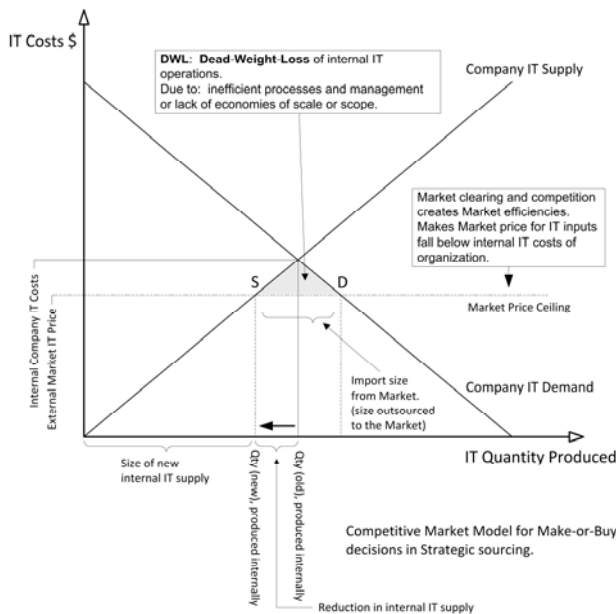 IT Costs $
DWL: Dead-Weight-Loss of internal IT
operations.
Due to: inefficient processes and management
or lack of economies of scale or scope.
Company IT Supply
Market clearing and competition
creates Market efficiencies.
Makes Market price for IT inputs
fall below internal IT costs of
organization.
S
D
Market Price Ceiling
Internal Company IT Costs
External Market IT Price
Import size
from Market.
(size outsourced
to the Market)
Company IT Demand
IT Quantity Produced
Size of new
internal IT supply
Qty (new), produced internally
Qty (old), produced internally
Competitive Market Model for Make-or-Buy
decisions in Strategic sourcing.
Reduction in internal IT supply